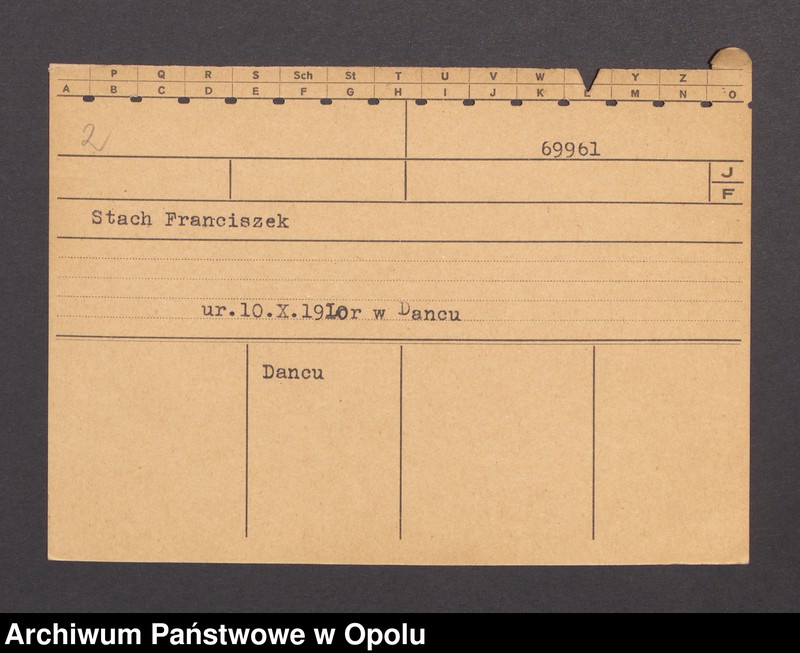 P Q R S Sch St T U V W Y Z
A B C D E F G H I J K L M N O
2
69961
J
F
Stach Franciszek
ur.10.X.1910r w Dancu
Dancu
Archiwum Państwowe w Opolu